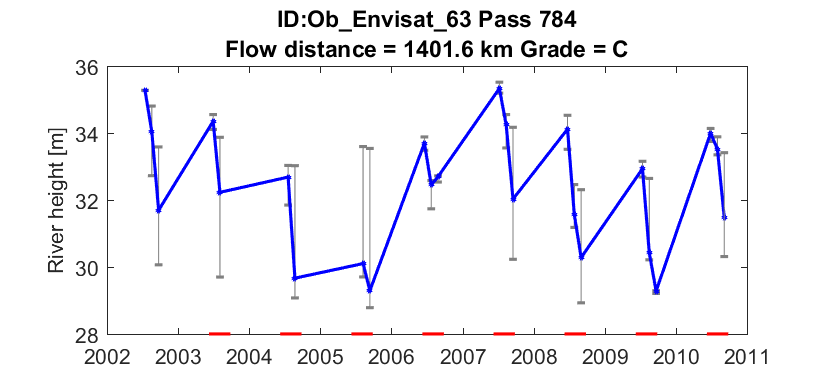 ID:Ob_Envisat_63 Pass 784
Flow distance = 1401.6 km Grade = C
River height [m]
36
34
32
30
28
2002 2003 2004 2005 2006 2007 2008 2009 2010 2011